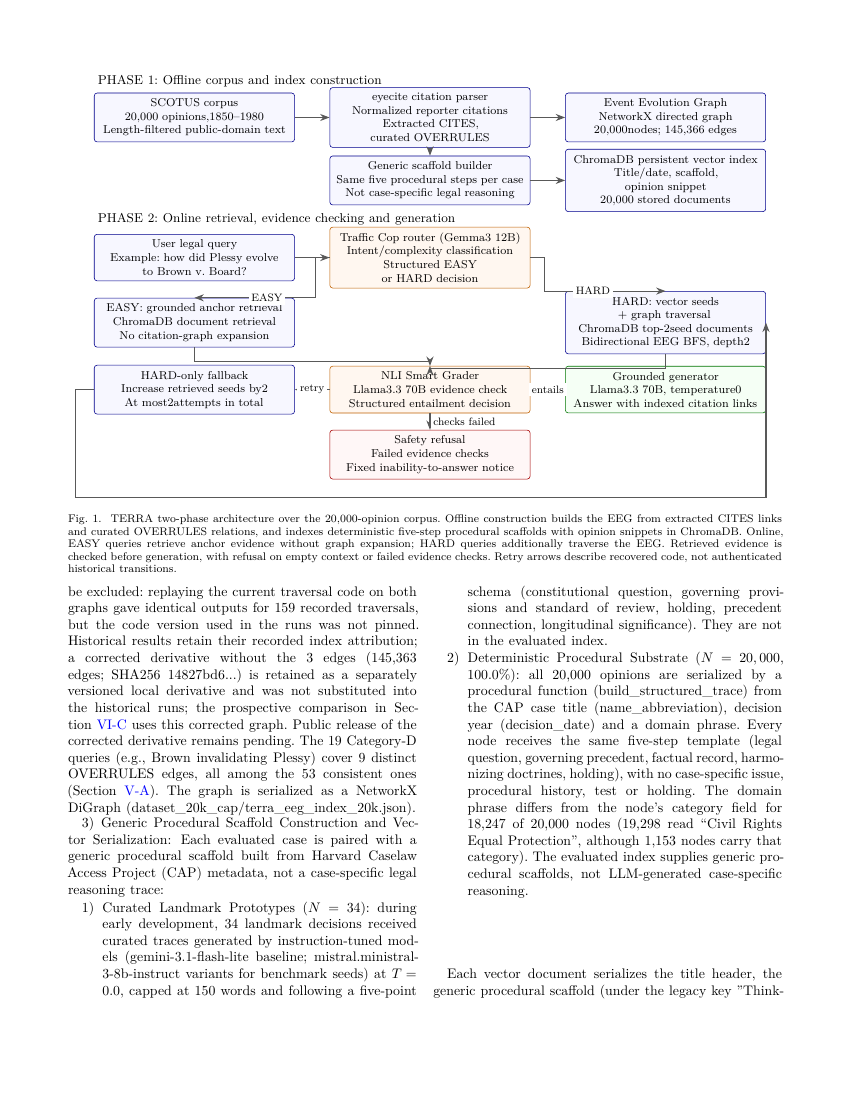 PHASE 1: Offline corpus and index construction
SCOTUS corpus
20,000 opinions,1850–1980
Length-filtered public-domain text
eyecite citation parser
Normalized reporter citations
Extracted CITES,
curated OVERRULES
Event Evolution Graph
NetworkX directed graph
20,000nodes; 145,366 edges
Generic scaffold builder
Same five procedural steps per case
Not case-specific legal reasoning
ChromaDB persistent vector index
Title/date, scaffold,
opinion snippet
20,000 stored documents
PHASE 2: Online retrieval, evidence checking and generation
User legal query
Example: how did Plessy evolve
to Brown v. Board?
Traffic Cop router (Gemma3 12B)
Intent/complexity classification
Structured EASY
or HARD decision
EASY
HARD
EASY: grounded anchor retrieval
ChromaDB document retrieval
No citation-graph expansion
HARD: vector seeds
+ graph traversal
ChromaDB top-2seed documents
Bidirectional EEG BFS, depth2
HARD-only fallback
Increase retrieved seeds by2
At most2attempts in total
retry
NLI Smart Grader
Llama3.3 70B evidence check
Structured entailment decision
entails
Grounded generator
Llama3.3 70B, temperature0
Answer with indexed citation links
checks failed
Safety refusal
Failed evidence checks
Fixed inability-to-answer notice
Fig. 1. TERRA two-phase architecture over the 20,000-opinion corpus. Offline construction builds the EEG from extracted CITES links
and curated OVERRULES relations, and indexes deterministic five-step procedural scaffolds with opinion snippets in ChromaDB. Online,
EASY queries retrieve anchor evidence without graph expansion; HARD queries additionally traverse the EEG. Retrieved evidence is
checked before generation, with refusal on empty context or failed evidence checks. Retry arrows describe recovered code, not authenticated
historical transitions.
be excluded: replaying the current traversal code on both
graphs gave identical outputs for 159 recorded traversals,
but the code version used in the runs was not pinned.
Historical results retain their recorded index attribution;
a corrected derivative without the 3 edges (145,363
edges; SHA256 14827bd6...) is retained as a separately
versioned local derivative and was not substituted into
the historical runs; the prospective comparison in Sec-
tion VI-C uses this corrected graph. Public release of the
corrected derivative remains pending. The 19 Category-D
queries (e.g., Brown invalidating Plessy) cover 9 distinct
OVERRULES edges, all among the 53 consistent ones
(Section V-A). The graph is serialized as a NetworkX
DiGraph (dataset_20k_cap/terra_eeg_index_20k.json).
3) Generic Procedural Scaffold Construction and Vec-
tor Serialization: Each evaluated case is paired with a
generic procedural scaffold built from Harvard Caselaw
Access Project (CAP) metadata, not a case-specific legal
reasoning trace:
1) Curated Landmark Prototypes (N = 34): during
early development, 34 landmark decisions received
curated traces generated by instruction-tuned mod-
els (gemini-3.1-flash-lite baseline; mistral.ministral-
3-8b-instruct variants for benchmark seeds) at T =
0.0, capped at 150 words and following a five-point
schema (constitutional question, governing provi-
sions and standard of review, holding, precedent
connection, longitudinal significance). They are not
in the evaluated index.
2) Deterministic Procedural Substrate (N = 20,000,
100.0%): all 20,000 opinions are serialized by a
procedural function (build_structured_trace) from
the CAP case title (name_abbreviation), decision
year (decision_date) and a domain phrase. Every
node receives the same five-step template (legal
question, governing precedent, factual record, harmo-
nizing doctrines, holding), with no case-specific issue,
procedural history, test or holding. The domain
phrase differs from the node's category field for
18,247 of 20,000 nodes (19,298 read “Civil Rights
Equal Protection”, although 1,153 nodes carry that
category). The evaluated index supplies generic pro-
cedural scaffolds, not LLM-generated case-specific
reasoning.
Each vector document serializes the title header, the
generic procedural scaffold (under the legacy key ”Think-